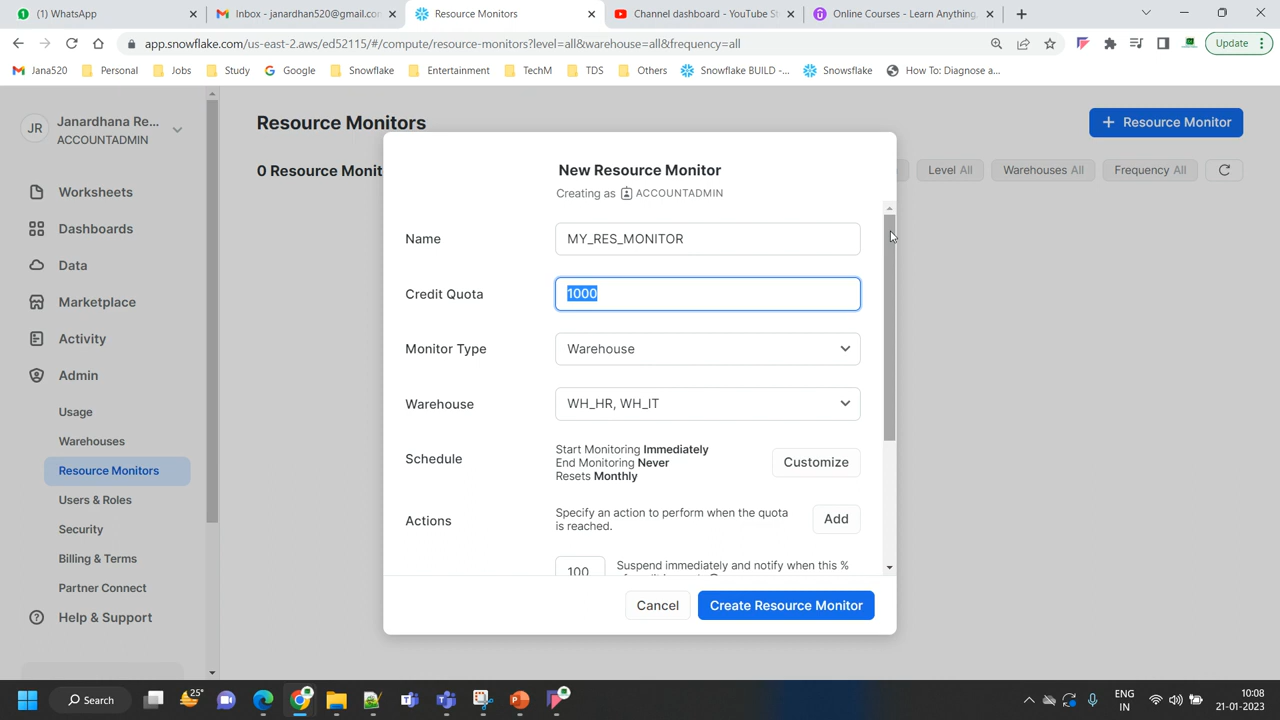 (1) WhatsApp
Inbox - janardhan520@gmail.con
Resource Monitors
Channel dashboard - YouTube St
Online Courses - Learn Anything,
app.snowflake.com/us-east-2.aws/ed52115/#/compute/resource-monitors?level=all&warehouse=all&frequency=all
Update
Jana520
Personal
Jobs
Study
Google
Snowflake
Entertainment
TechM
TDS
Others
Snowflake BUILD -...
Snowsflake
How To: Diagnose a...
JR
Janardhana Re...
ACCOUNTADMIN
Worksheets
Dashboards
Data
Marketplace
Activity
Admin
Usage
Warehouses
Resource Monitors
Users & Roles
Security
Billing & Terms
Partner Connect
Help & Support
Resource Monitors
+ Resource Monitor
0 Resource Monit
Level All
Warehouses All
Frequency All
New Resource Monitor
Creating as ACCOUNTADMIN
Name
MY_RES_MONITOR
Credit Quota
1000
Monitor Type
Warehouse
Warehouse
WH_HR, WH_IT
Schedule
Start Monitoring Immediately
End Monitoring Never
Resets Monthly
Customize
Actions
Specify an action to perform when the quota
is reached.
Add
100
Suspend immediately and notify when this %
Cancel
Create Resource Monitor
Search
25°
ENG
IN
10:08
21-01-2023